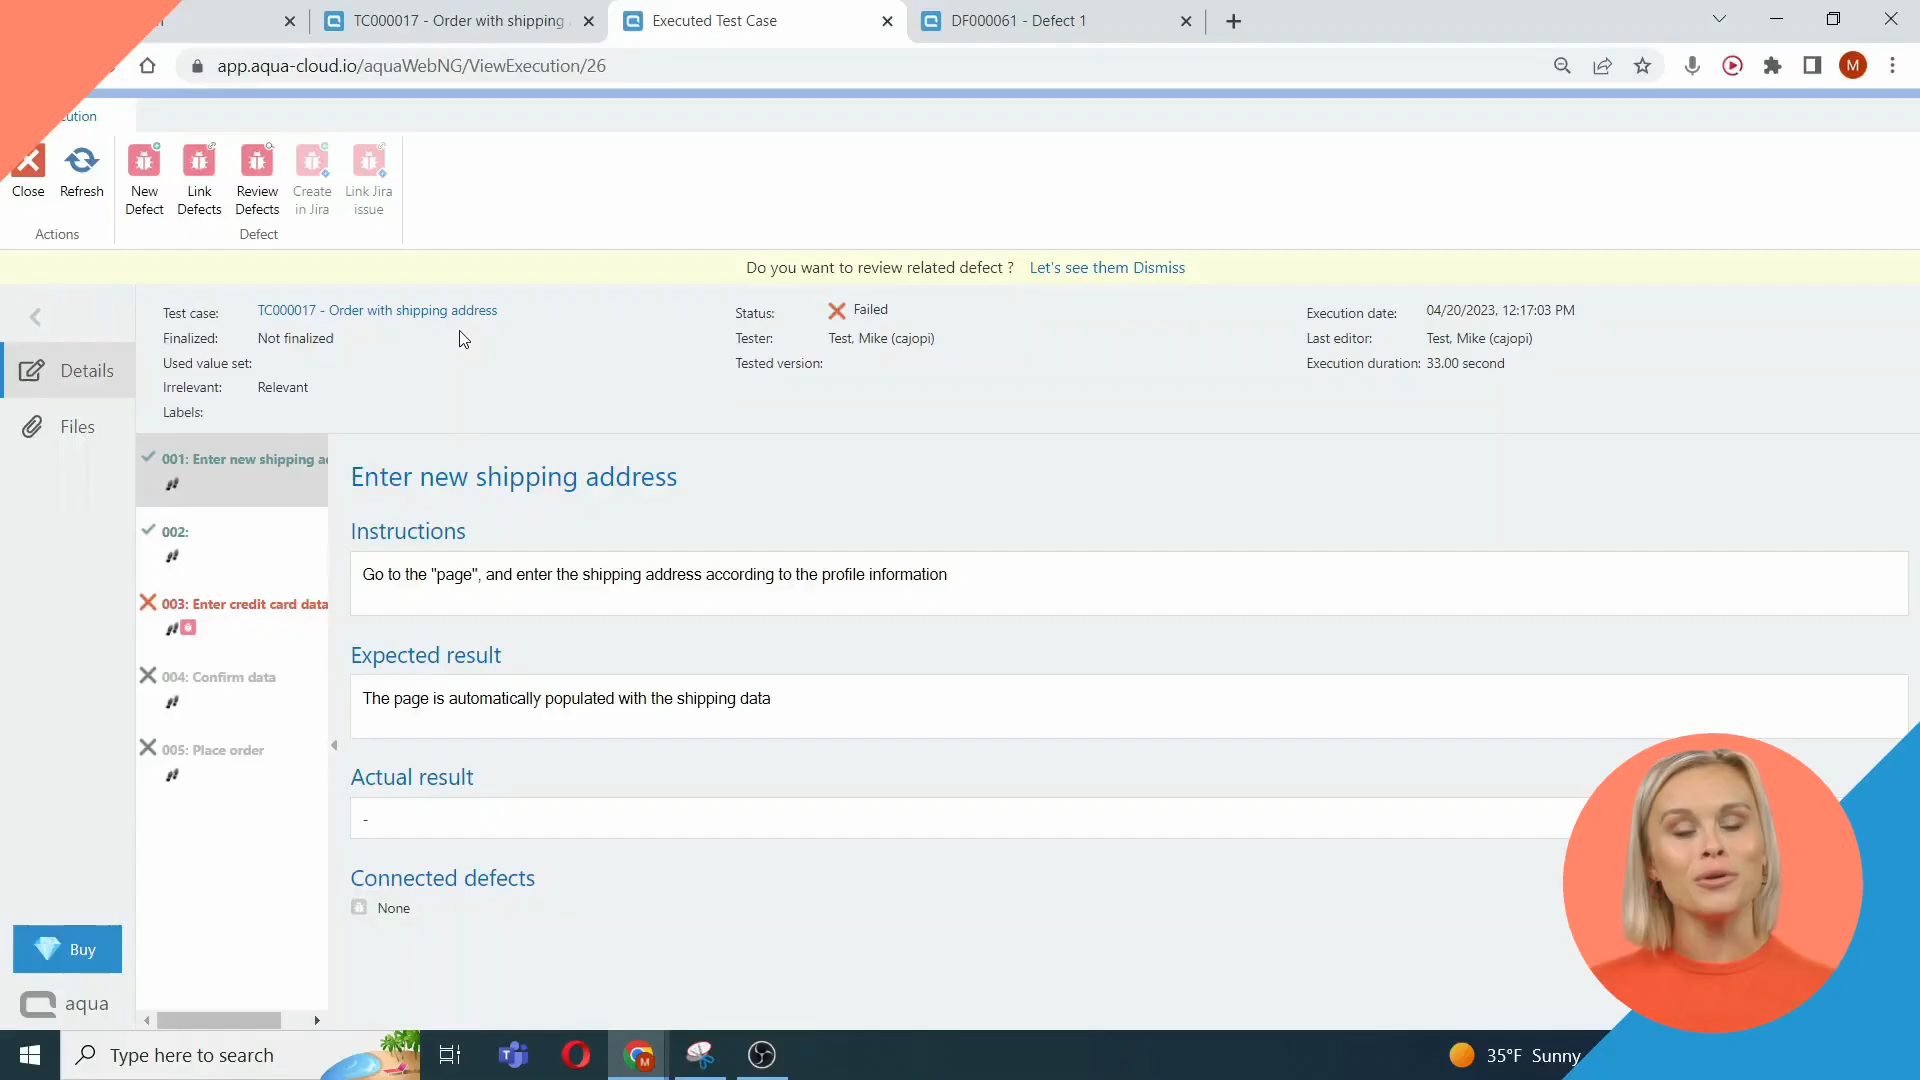 TC000017 - Order with shipping
Executed Test Case
DF000061 - Defect 1
app.aqua-cloud.io/aquaWebNG/ViewExecution/26
M
Close
Refresh
New Defect
Link Defects
Review Defects
Create in Jira
Link Jira issue
Actions
Defect
Do you want to review related defect ? Let's see them Dismiss
Test case: TC000017 - Order with shipping address
Finalized: Not finalized
Used value set:
Irrelevant: Relevant
Labels:
Status: Failed
Tester: Test, Mike (cajopi)
Tested version:
Execution date: 04/20/2023, 12:17:03 PM
Last editor: Test, Mike (cajopi)
Execution duration: 33.00 second
Details
Files
001: Enter new shipping a
002:
003: Enter credit card data
004: Confirm data
005: Place order
Enter new shipping address
Instructions
Go to the "page", and enter the shipping address according to the profile information
Expected result
The page is automatically populated with the shipping data
Actual result
-
Connected defects
None
Buy
aqua
Type here to search
35°F Sunny